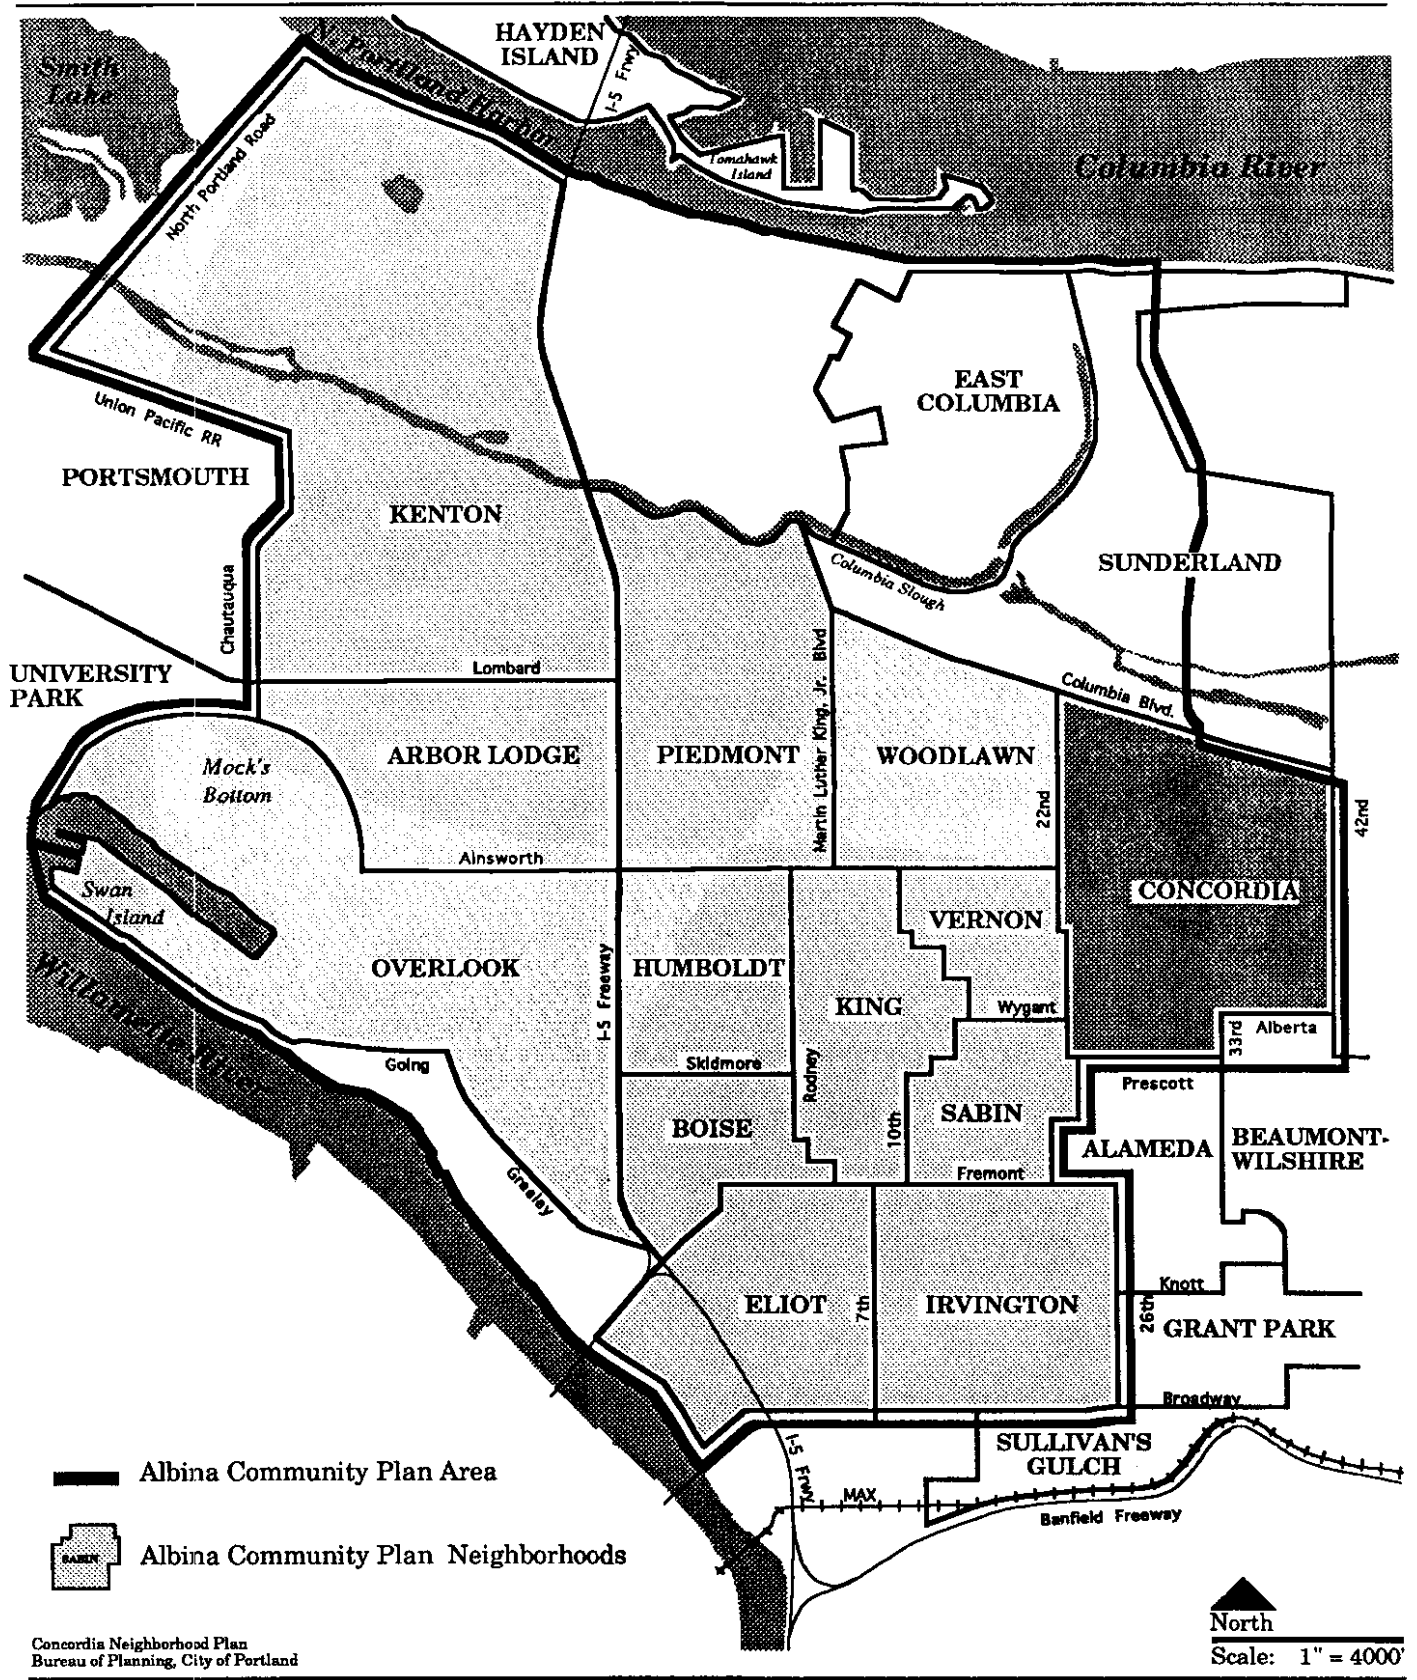 HAYDEN
ISLAND
I-5 Frwy
Smith
Lake
N. Portland Harbor
North Portland Road
Tomahawk
Island
Columbia River
Union Pacific RR
PORTSMOUTH
KENTON
EAST
COLUMBIA
SUNDERLAND
Columbia Slough
Chautauqua
Lombard
Martin Luther King, Jr. Blvd
Columbia Blvd.
UNIVERSITY
PARK
Mock's
Bottom
ARBOR LODGE
PIEDMONT
WOODLAWN
22nd
42nd
Ainsworth
Swan
Island
CONCORDIA
VERNON
OVERLOOK
I-5 Freeway
HUMBOLDT
KING
Wygant
Willamette River
33rd
Alberta
Going
Skidmore
Rodney
Prescott
BOISE
10th
SABIN
ALAMEDA
BEAUMONT-
WILSHIRE
Fremont
Greeley
ELIOT
7th
IRVINGTON
26th
Knott
GRANT PARK
Broadway
I-5 Frwy
SULLIVAN'S
GULCH
MAX
Banfield Freeway
Albina Community Plan Area
SABIN
Albina Community Plan Neighborhoods
North
Scale: 1" = 4000'
Concordia Neighborhood Plan
Bureau of Planning, City of Portland